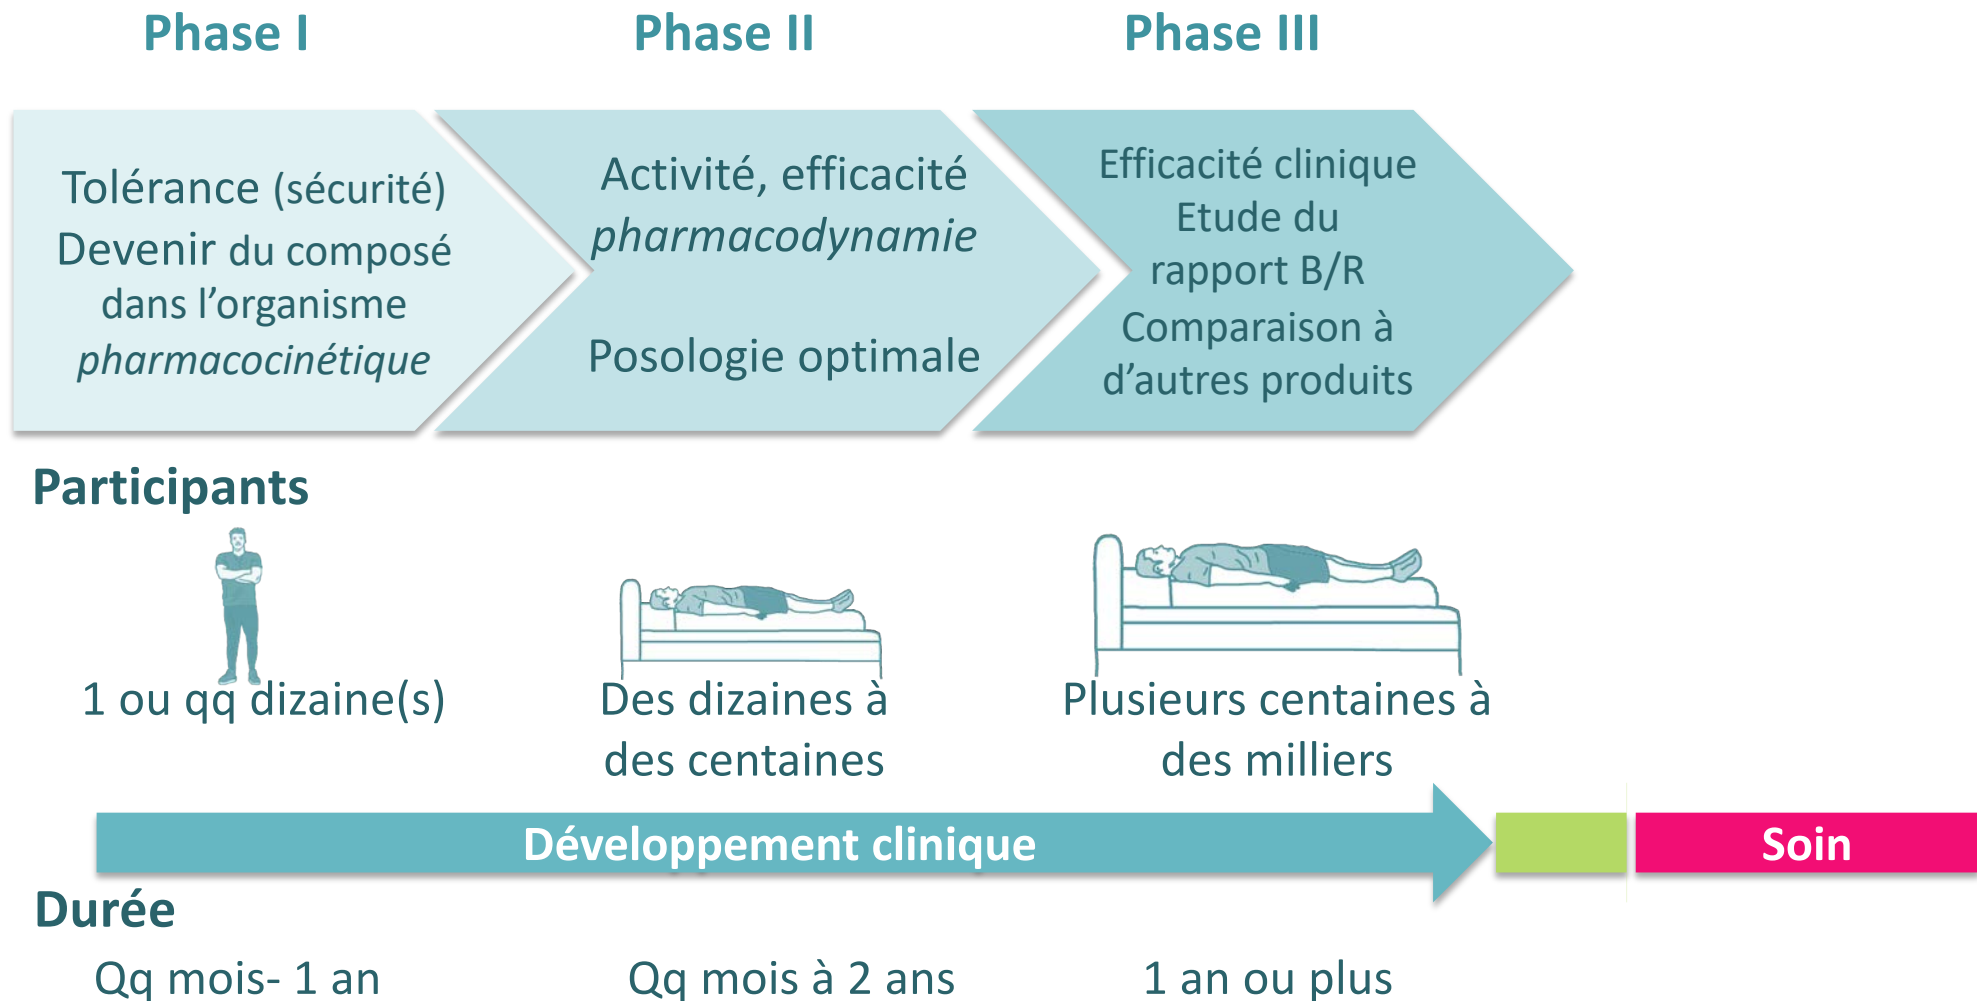 Phase I
Phase II
Phase III
Tolérance (sécurité)
Devenir du composé
dans l’organisme
pharmacocinétique
Activité, efficacité
pharmacodynamie
Posologie optimale
Efficacité clinique
Etude du
rapport B/R
Comparaison à
d’autres produits
Participants
1 ou qq dizaine(s)
Des dizaines à
des centaines
Plusieurs centaines à
des milliers
Développement clinique
Soin
Durée
Qq mois- 1 an
Qq mois à 2 ans
1 an ou plus